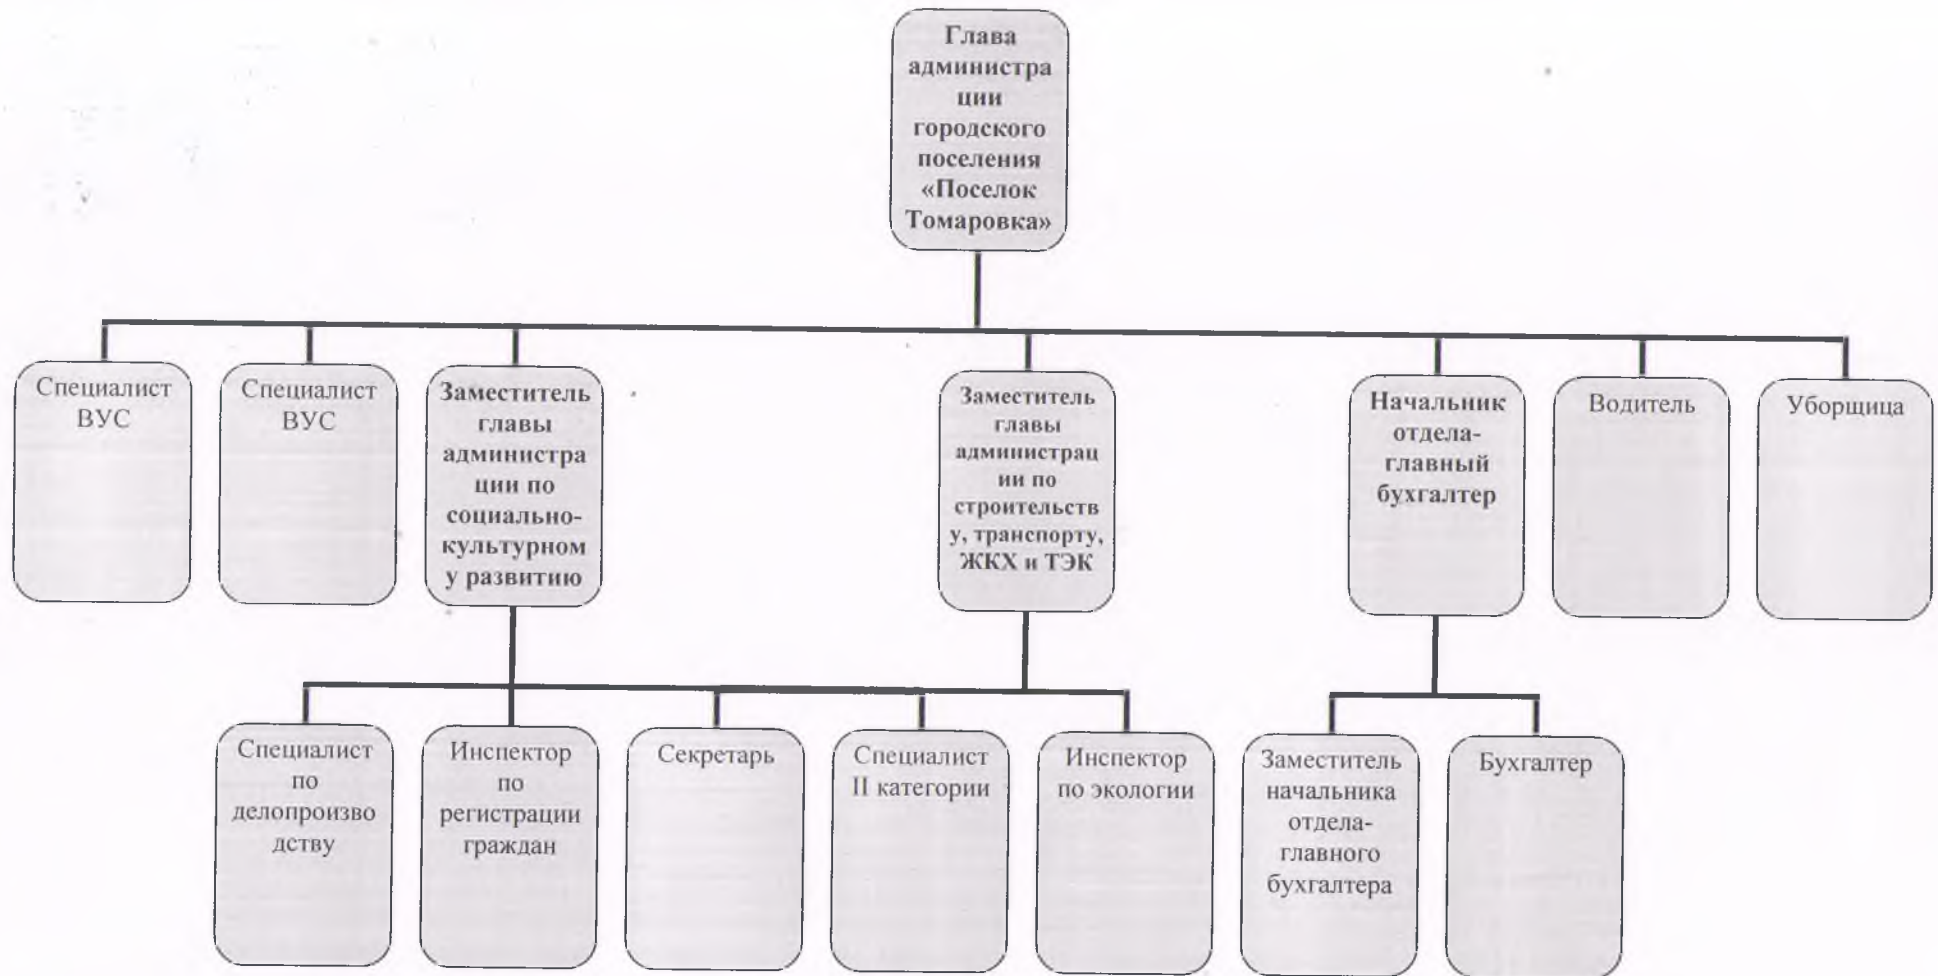 Глава
администра
ции
городского
поселения
«Поселок
Томаровка»
Специалист
ВУС
Специалист
ВУС
Заместитель
главы
администра
ции по
социально-
культурном
у развитию
Заместитель
главы
администрац
ии по
строительств
у, транспорту,
ЖКХ и ТЭК
Начальник
отдела-
главный
бухгалтер
Водитель
Уборщица
Специалист
по
делопроизво
дству
Инспектор
по
регистрации
граждан
Секретарь
Специалист
II категории
Инспектор
по экологии
Заместитель
начальника
отдела-
главного
бухгалтера
Бухгалтер